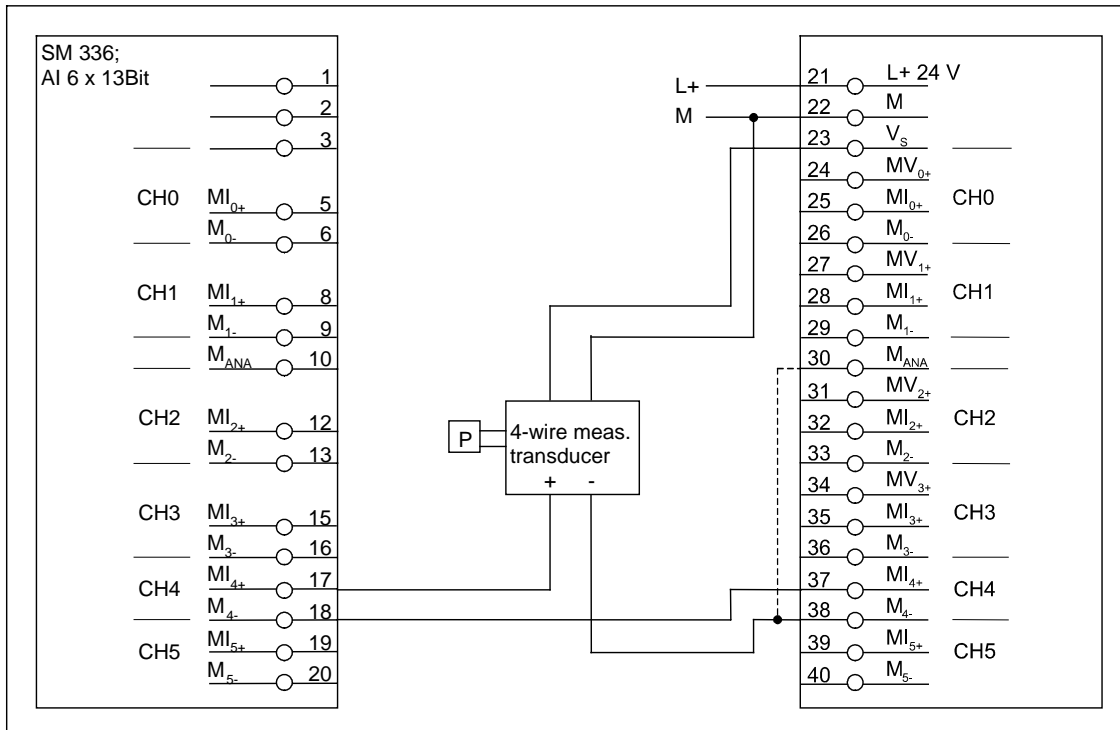 SM 336;
AI 6 x 13Bit
1
2
3
CH0 MI0+ 5
M0- 6
CH1 MI1+ 8
M1- 9
MANA 10
CH2 MI2+ 12
M2- 13
CH3 MI3+ 15
M3- 16
CH4 MI4+ 17
M4- 18
CH5 MI5+ 19
M5- 20
P
4-wire meas.
transducer
+ -
L+ 21 L+ 24 V
M 22 M
23 VS
24 MV0+
25 MI0+ CH0
26 M0-
27 MV1+
28 MI1+ CH1
29 M1-
30 MANA
31 MV2+
32 MI2+ CH2
33 M2-
34 MV3+
35 MI3+ CH3
36 M3-
37 MI4+ CH4
38 M4-
39 MI5+ CH5
40 M5-